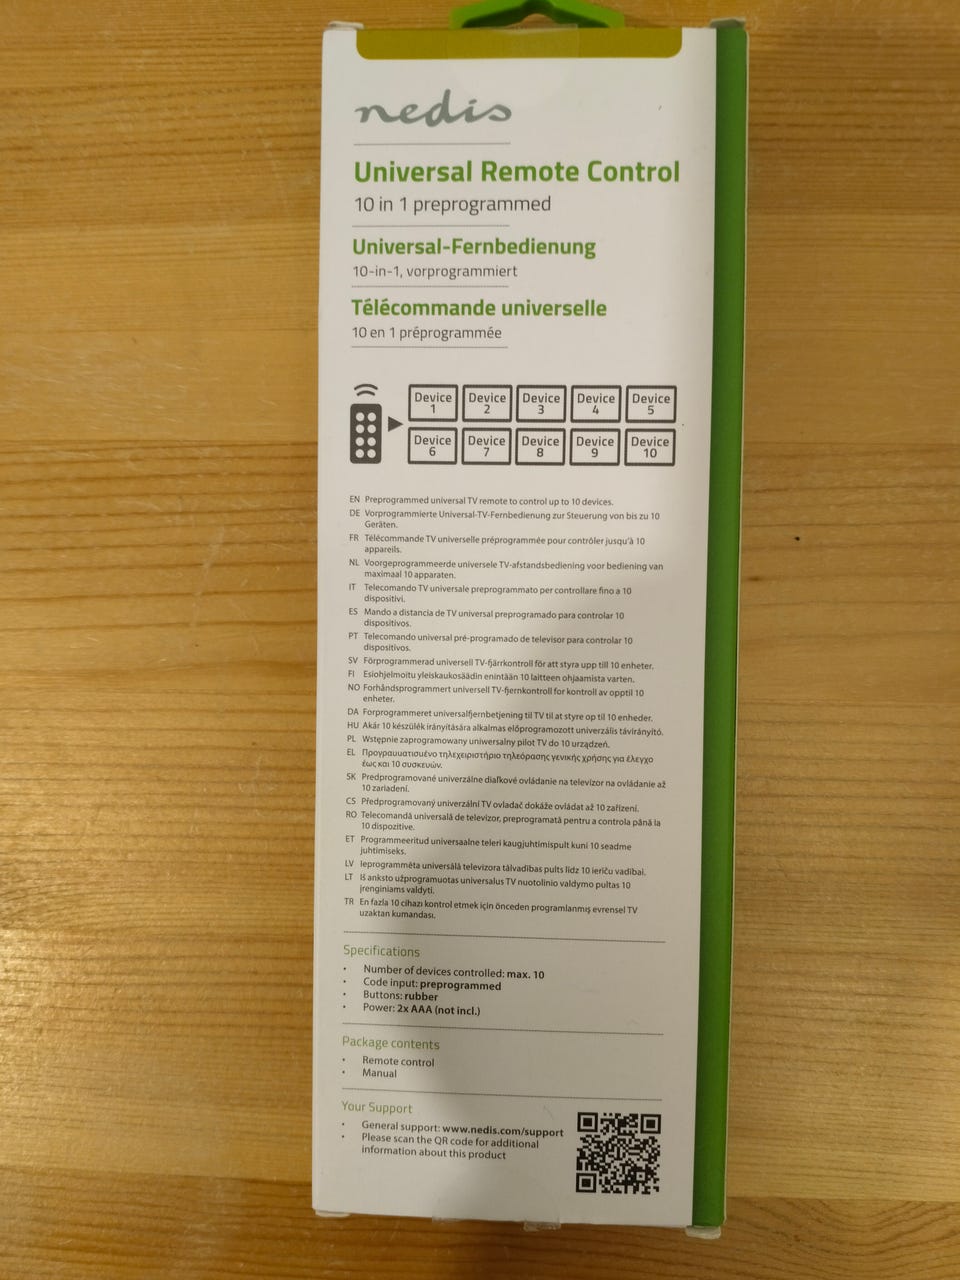 nedis
Universal Remote Control
10 in 1 preprogrammed
Universal-Fernbedienung
10-in-1, vorprogrammiert
Télécommande universelle
10 en 1 préprogrammée
Device 1 Device 2 Device 3 Device 4 Device 5
Device 6 Device 7 Device 8 Device 9 Device 10
EN Preprogrammed universal TV remote to control up to 10 devices.
DE Vorprogrammierte Universal-TV-Fernbedienung zur Steuerung von bis zu 10
Geräten.
FR Télécommande TV universelle préprogrammée pour contrôler jusqu'à 10
appareils.
NL Voorgeprogrammeerde universele TV-afstandsbediening voor bediening van
maximaal 10 apparaten.
IT Telecomando TV universale preprogrammato per controllare fino a 10
dispositivi.
ES Mando a distancia de TV universal preprogramado para controlar 10
dispositivos.
PT Telecomando universal pré-programado de televisor para controlar 10
dispositivos.
SV Förprogrammerad universell TV-fjärrkontroll för att styra upp till 10 enheter.
FI Esiohjelmoitu yleiskaukosäädin enintään 10 laitteen ohjaamista varten.
NO Forhåndsprogrammert universell TV-fjernkontroll for kontroll av opptil 10
enheter.
DA Forprogrammeret universalfjernbetjening til TV til at styre op til 10 enheder.
HU Akár 10 készülék irányítására alkalmas előprogramozott univerzális távirányító.
PL Wstępnie zaprogramowany uniwersalny pilot TV do 10 urządzeń.
EL Προγραμματισμένο τηλεχειριστήριο τηλεόρασης γενικής χρήσης για έλεγχο
έως και 10 συσκευών.
SK Predprogramované univerzálne diaľkové ovládanie na televízor na ovládanie až
10 zariadení.
CS Předprogramovaný univerzální TV ovladač dokáže ovládat až 10 zařízení.
RO Telecomandă universală de televizor, preprogramată pentru a controla până la
10 dispozitive.
ET Programmeeritud universaalne teleri kaugjuhtimispult kuni 10 seadme
juhtimiseks.
LV Ieprogrammēta universālā televizora tālvadības pults līdz 10 ierīču vadībai.
LT Iš anksto užprogramuotas universalus TV nuotolinio valdymo pultas 10
įrenginiams valdyti.
TR En fazla 10 cihazı kontrol etmek için önceden programlanmış evrensel TV
uzaktan kumandası.
Specifications
• Number of devices controlled: max. 10
• Code input: preprogrammed
• Buttons: rubber
• Power: 2x AAA (not incl.)
Package contents
• Remote control
• Manual
Your Support
• General support: www.nedis.com/support
• Please scan the QR code for additional
information about this product